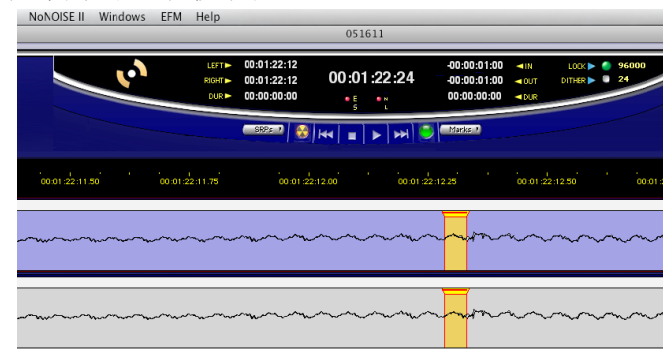 NoNOISE II Windows EFM Help
051611
LEFT 00:01:22:12 00:01:22:24 -00:00:01:00 IN LOCK 96000
RIGHT 00:01:22:12 -00:00:01:00 OUT DITHER 24
DUR 00:00:00:00 E N 00:00:00:00 DUR
S L
SRPs ? Marks ?
00:01:22:11.50 00:01:22:11.75 00:01:22:12.00 00:01:22:12.25 00:01:22:12.50 00:01: